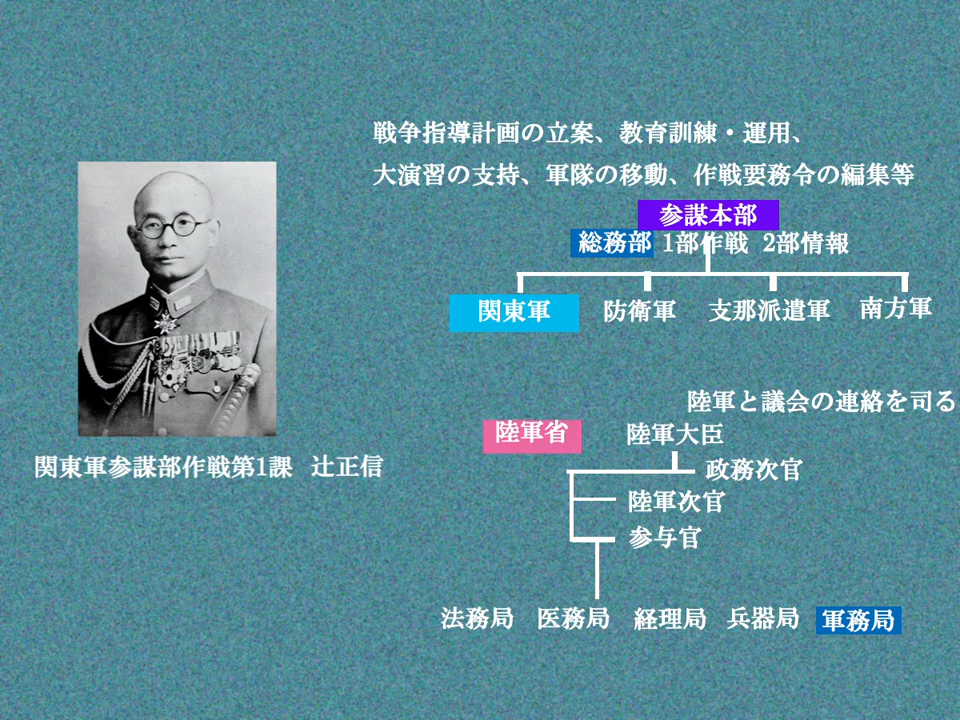 戦争指導計画の立案、教育訓練・運用、
大演習の支持、軍隊の移動、作戦要務令の編集等
参謀本部
総務部 1部作戦 2部情報
関東軍 防衛軍 支那派遣軍 南方軍
陸軍と議会の連絡を司る
陸軍省 陸軍大臣
政務次官
陸軍次官
参与官
法務局 医務局 経理局 兵器局 軍務局
関東軍参謀部作戦第1課 辻正信